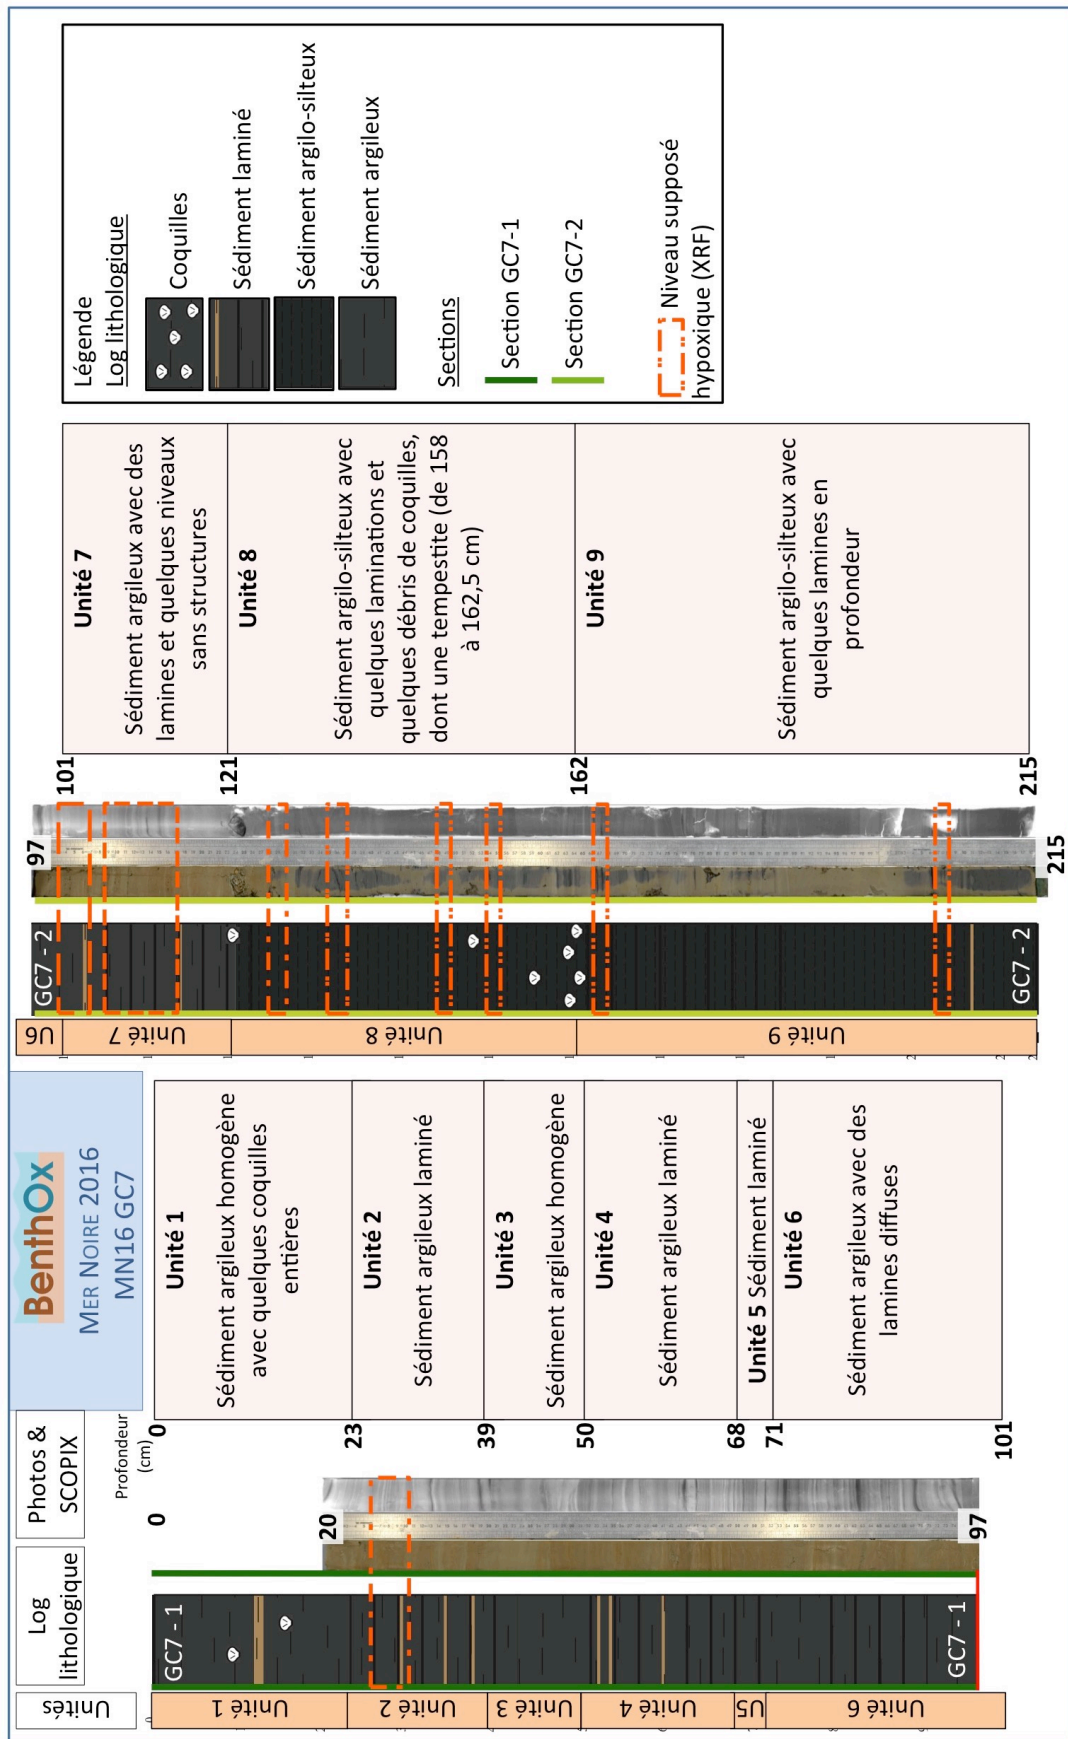 BenthOx
MER NOIRE 2016
MN16 GC7
Unités
Log
lithologique
Photos &
SCOPIX
Profondeur
(cm)
Unité 1
Unité 2
Unité 3
Unité 4
U5
Unité 6
GC7 - 1
GC7 - 1
0
20
97
0
23
39
50
68
71
101
Unité 1
Sédiment argileux homogène
avec quelques coquilles
entières
Unité 2
Sédiment argileux laminé
Unité 3
Sédiment argileux homogène
Unité 4
Sédiment argileux laminé
Unité 5 Sédiment laminé
Unité 6
Sédiment argileux avec des
lamines diffuses
U6
Unité 7
Unité 8
Unité 9
GC7 - 2
GC7 - 2
97
215
101
121
162
215
Unité 7
Sédiment argileux avec des
lamines et quelques niveaux
sans structures
Unité 8
Sédiment argilo-silteux avec
quelques laminations et
quelques débris de coquilles,
dont une tempestite (de 158
à 162,5 cm)
Unité 9
Sédiment argilo-silteux avec
quelques lamines en
profondeur
Légende
Log lithologique
Coquilles
Sédiment laminé
Sédiment argilo-silteux
Sédiment argileux
Sections
Section GC7-1
Section GC7-2
Niveau supposé
hypoxique (XRF)